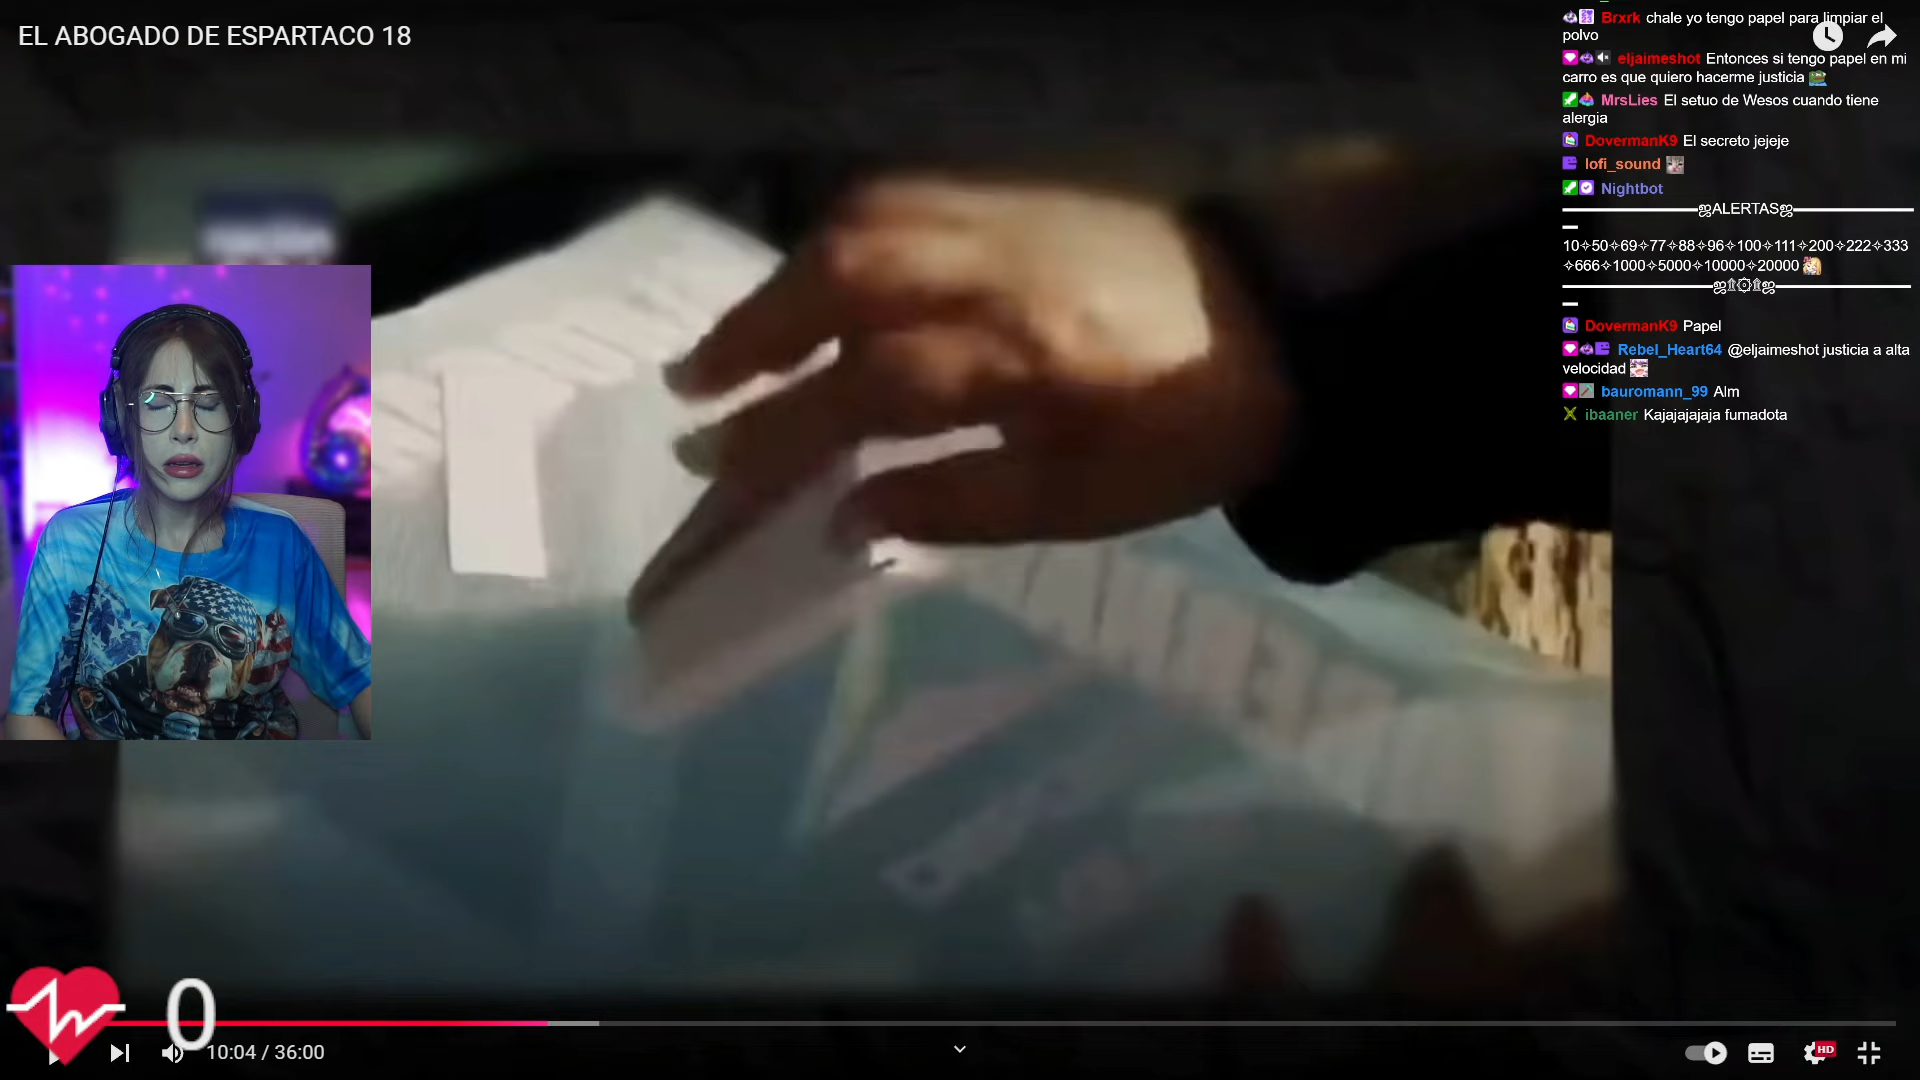 EL ABOGADO DE ESPARTACO 18
Brxrk chale yo tengo papel para limpiar el
polvo
eljaimeshot Entonces si tengo papel en mi
carro es que quiero hacerme justicia
MrsLies El setuo de Wesos cuando tiene
alergia
DovermanK9 El secreto jejeje
lofi_sound
Nightbot
ஜALERTASஜ
10✧50✧69✧77✧88✧96✧100✧111✧200✧222✧333
✧666✧1000✧5000✧10000✧20000
ஜ۩۞۩ஜ
DovermanK9 Papel
Rebel_Heart64 @eljaimeshot justicia a alta
velocidad
bauromann_99 Alm
ibaaner Kajajajajaja fumadota
0
10:04 / 36:00
HD